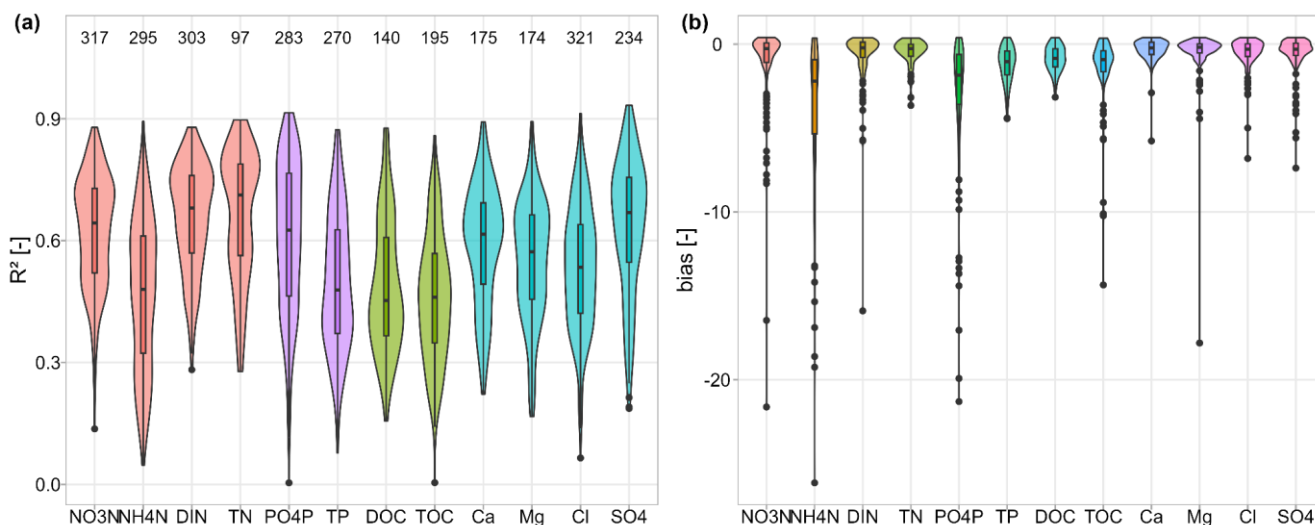 (a)
317 295 303 97 283 270 140 195 175 174 321 234
0.9
0.6
0.3
0.0
R² [-]
NO3N NH4N DIN TN PO4P TP DOC TOC Ca Mg Cl SO4
(b)
0
-10
-20
bias [-]
NO3N NH4N DIN TN PO4P TP DOC TOC Ca Mg Cl SO4